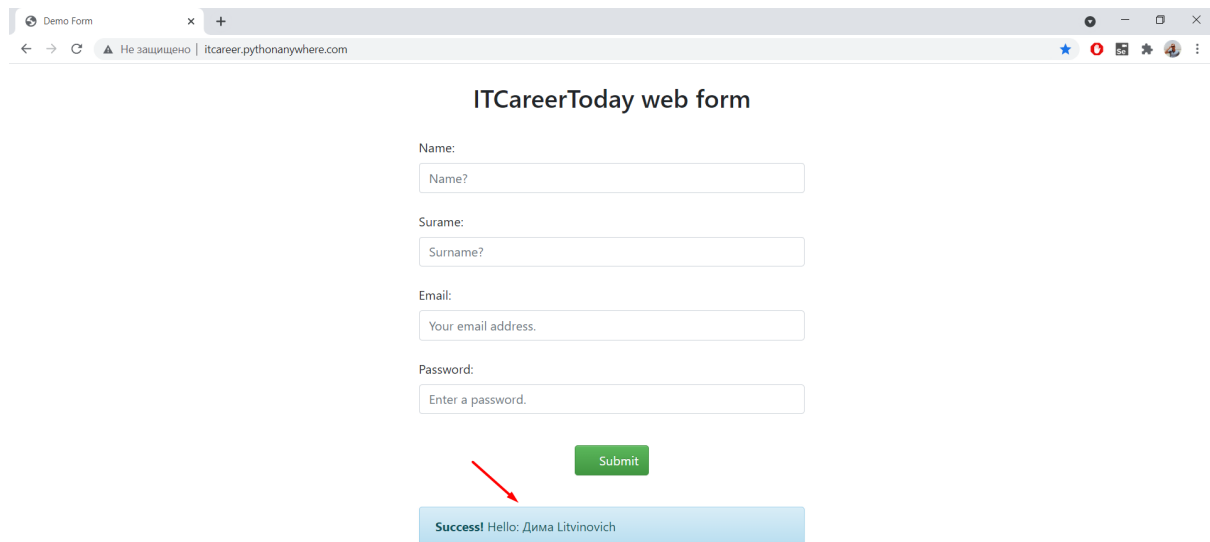 Demo Form
Не защищено | itcareer.pythonanywhere.com
Se
ITCareerToday web form
Name:
Name?
Surame:
Surname?
Email:
Your email address.
Password:
Enter a password.
Submit
Success! Hello: Дима Litvinovich